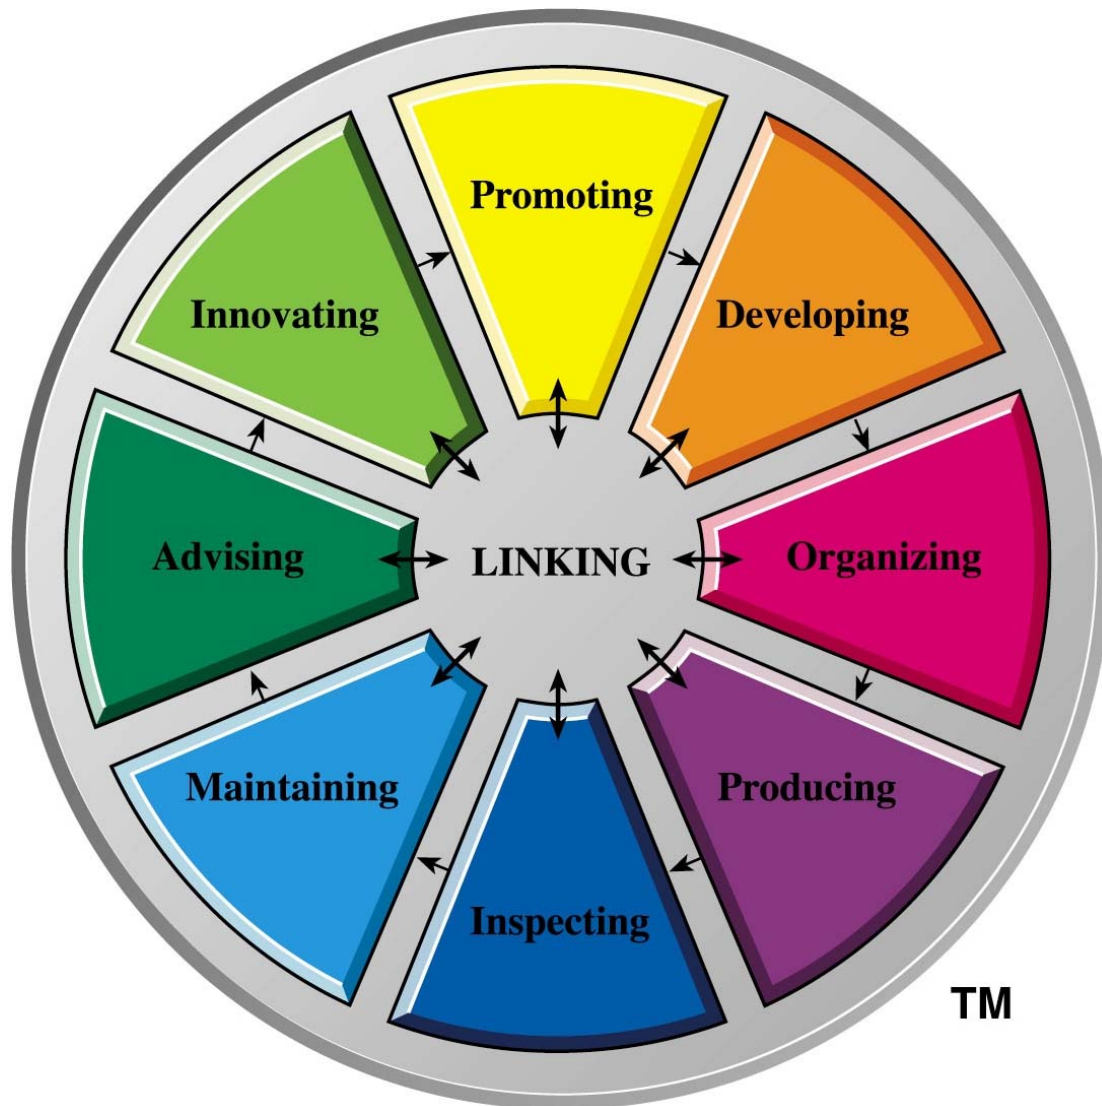 Promoting
Innovating
Developing
Advising
LINKING
Organizing
Maintaining
Producing
Inspecting
TM